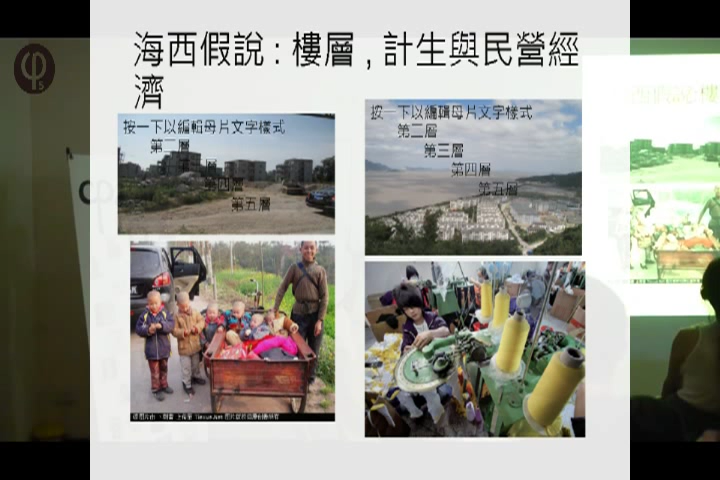 海西假說:樓層,計生與民營經
濟
按一下以編輯母片文字樣式
第二層
層
第四層
第五層
按一下以編輯母片文字樣式
第二層
第三層
第四層
第五層
φs